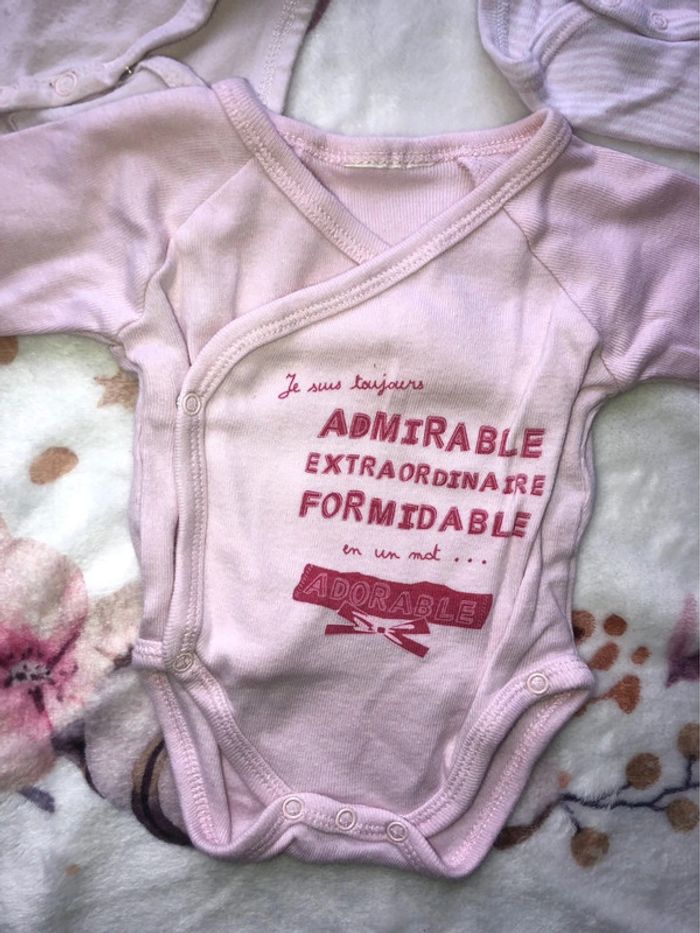 Je suis toujours
ADMIRABLE
EXTRAORDINAIRE
FORMIDABLE
en un mot ...
ADORABLE